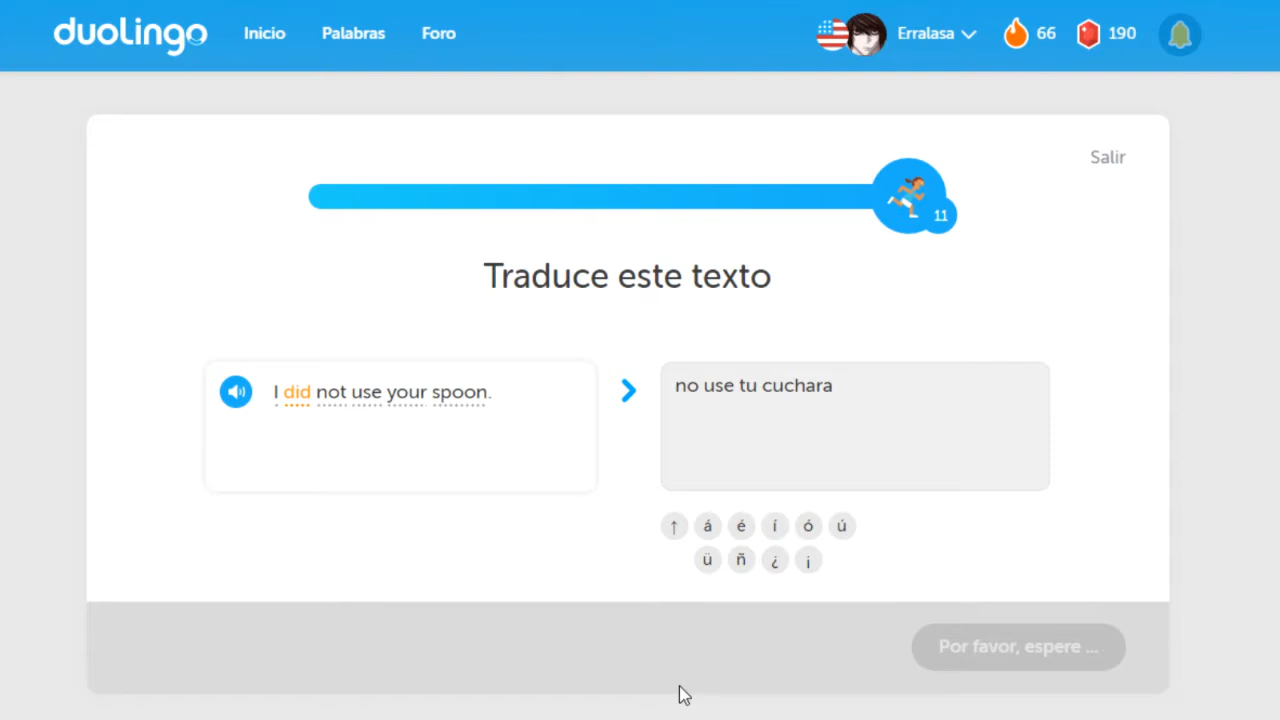 duolingo Inicio Palabras Foro Erralasa 66 190
Salir
11
Traduce este texto
I did not use your spoon.
no use tu cuchara
↑ á é í ó ú
ü ñ ¿ ¡
Por favor, espere ...